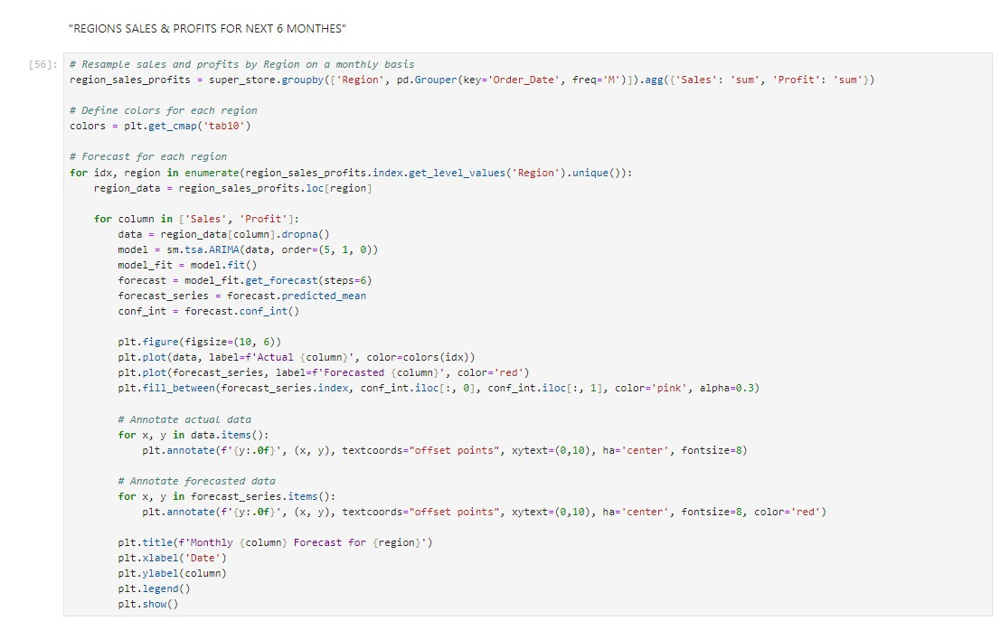 "REGIONS SALES & PROFITS FOR NEXT 6 MONTHES"
[56]:
# Resample sales and profits by Region on a monthly basis
region_sales_profits = super_store.groupby(['Region', pd.Grouper(key='Order_Date', freq='M')]).agg({'Sales': 'sum', 'Profit': 'sum'})
# Define colors for each region
colors = plt.get_cmap('tab10')
# Forecast for each region
for idx, region in enumerate(region_sales_profits.index.get_level_values('Region').unique()):
    region_data = region_sales_profits.loc[region]
    for column in ['Sales', 'Profit']:
        data = region_data[column].dropna()
        model = sm.tsa.ARIMA(data, order=(5, 1, 0))
        model_fit = model.fit()
        forecast = model_fit.get_forecast(steps=6)
        forecast_series = forecast.predicted_mean
        conf_int = forecast.conf_int()
        plt.figure(figsize=(10, 6))
        plt.plot(data, label=f'Actual {column}', color=colors(idx))
        plt.plot(forecast_series, label=f'Forecasted {column}', color='red')
        plt.fill_between(forecast_series.index, conf_int.iloc[:, 0], conf_int.iloc[:, 1], color='pink', alpha=0.3)
        # Annotate actual data
        for x, y in data.items():
            plt.annotate(f'{y:.0f}', (x, y), textcoords="offset points", xytext=(0,10), ha='center', fontsize=8)
        # Annotate forecasted data
        for x, y in forecast_series.items():
            plt.annotate(f'{y:.0f}', (x, y), textcoords="offset points", xytext=(0,10), ha='center', fontsize=8, color='red')
        plt.title(f'Monthly {column} Forecast for {region}')
        plt.xlabel('Date')
        plt.ylabel(column)
        plt.legend()
        plt.show()